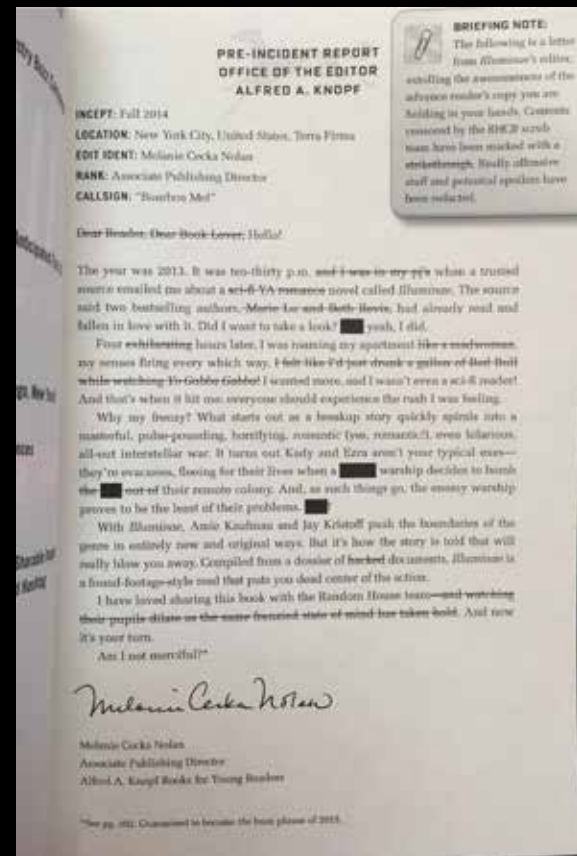 PRE-INCIDENT REPORT
OFFICE OF THE EDITOR
ALFRED A. KNOPF
BRIEFING NOTE:
The following is a letter
from Illuminae's editor,
extolling the awesomeness of the
advance reader's copy you are
holding in your hands. Contents
censored by the RHCB scrub
team have been marked with a
strikethrough. Really offensive
stuff and potential spoilers have
been redacted.
INCEPT: Fall 2014
LOCATION: New York City, United States, Terra Firma
EDIT IDENT: Melanie Cecka Nolan
RANK: Associate Publishing Director
CALLSIGN: "Bourbon Mel"
Dear Reader, Dear Book Lover, Hello!
The year was 2013. It was ten-thirty p.m. and I was in my pj's when a trusted
source emailed me about a sci-fi YA romance novel called Illuminae. The source
said two bestselling authors, Marie Lu and Beth Revis, had already read and
fallen in love with it. Did I want to take a look? yeah, I did.
Four exhilarating hours later, I was roaming my apartment like a madwoman,
my senses firing every which way. I felt like I'd just drunk a gallon of Red Bull
while watching Yo Gabba Gabba! I wanted more, and I wasn't even a sci-fi reader!
And that's when it hit me: everyone should experience the rush I was feeling.
Why my frenzy? What starts out as a breakup story quickly spirals into a
masterful, pulse-pounding, horrifying, romantic (yes, romantic!), even hilarious,
all-out interstellar war. It turns out Kady and Ezra aren't your typical exes—
they're evacuees, fleeing for their lives when a warship decides to bomb
the out of their remote colony. And, as such things go, the enemy warship
proves to be the least of their problems.
With Illuminae, Amie Kaufman and Jay Kristoff push the boundaries of the
genre in entirely new and original ways. But it's how the story is told that will
really blow you away. Compiled from a dossier of hacked documents, Illuminae is
a found-footage-style read that puts you dead center of the action.
I have loved sharing this book with the Random House team—and watching
their pupils dilate as the same frenzied state of mind has taken hold. And now
it's your turn.
Am I not merciful?*
Melanie Cecka Nolan
Melanie Cecka Nolan
Associate Publishing Director
Alfred A. Knopf Books for Young Readers
*See pg. Guaranteed to become the buzz phrase of 2015.